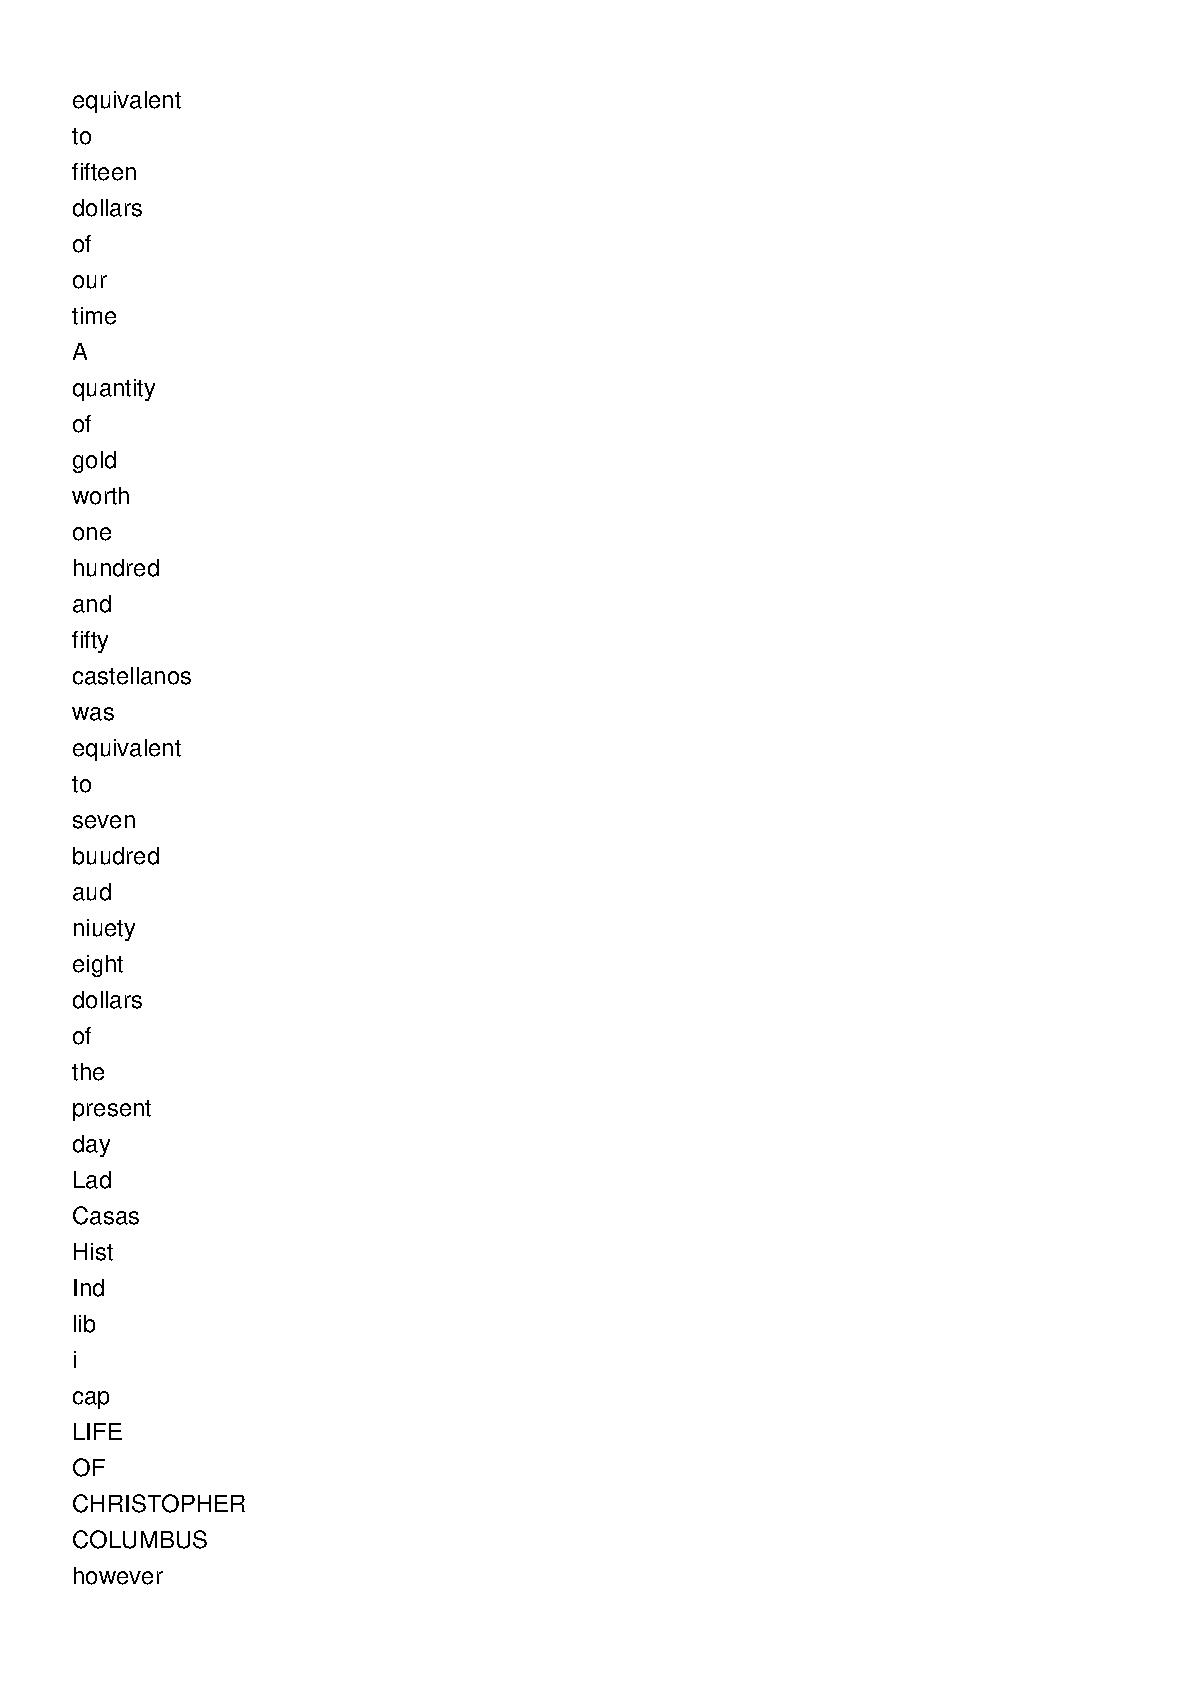 equivalent
to
fifteen
dollars
of
our
time
A
quantity
of
gold
worth
one
hundred
and
fifty
castellanos
was
equivalent
to
seven
buudred
aud
niuety
eight
dollars
of
the
present
day
Lad
Casas
Hist
Ind
lib
i
cap
LIFE
OF
CHRISTOPHER
COLUMBUS
however